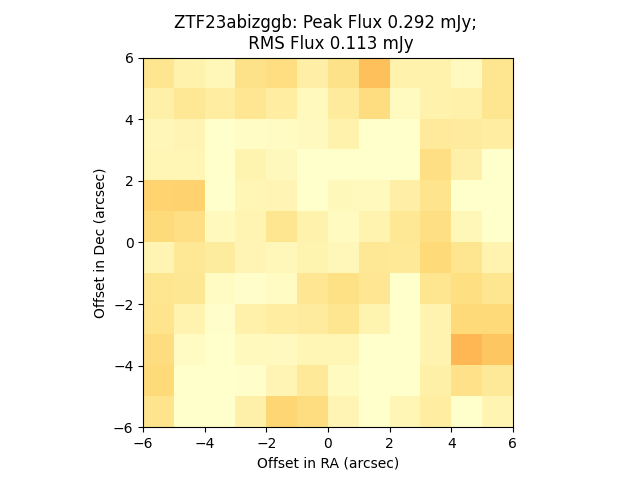 ZTF23abizggb: Peak Flux 0.292 mJy;
RMS Flux 0.113 mJy
6
4
2
0
−2
−4
−6
Offset in Dec (arcsec)
−6 −4 −2 0 2 4 6
Offset in RA (arcsec)